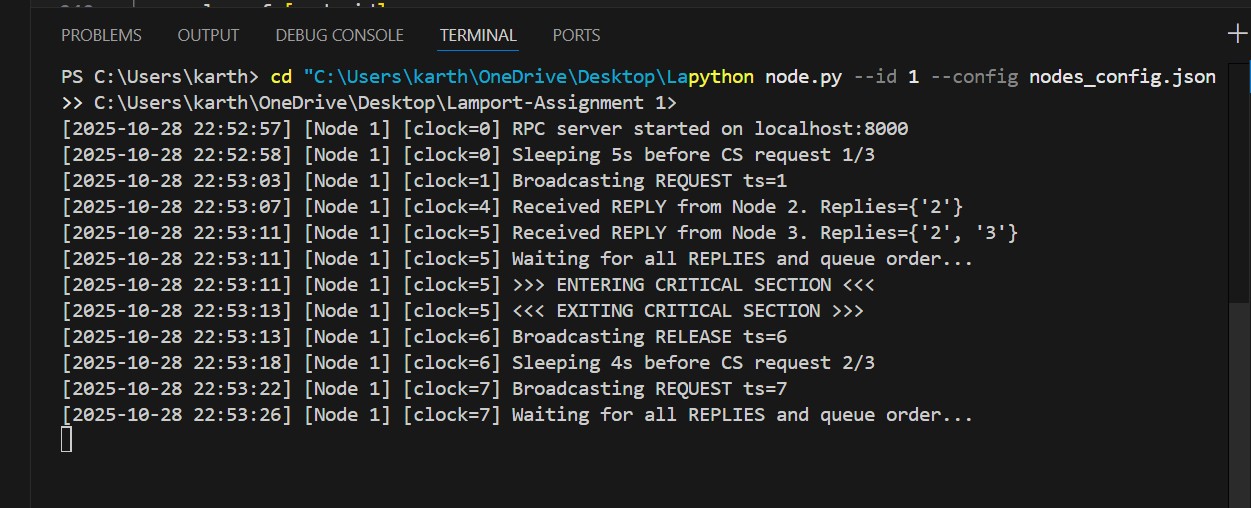 PROBLEMS OUTPUT DEBUG CONSOLE TERMINAL PORTS
PS C:\Users\karth> cd "C:\Users\karth\OneDrive\Desktop\Lapython node.py --id 1 --config nodes_config.json
>> C:\Users\karth\OneDrive\Desktop\Lamport-Assignment 1>
[2025-10-28 22:52:57] [Node 1] [clock=0] RPC server started on localhost:8000
[2025-10-28 22:52:58] [Node 1] [clock=0] Sleeping 5s before CS request 1/3
[2025-10-28 22:53:03] [Node 1] [clock=1] Broadcasting REQUEST ts=1
[2025-10-28 22:53:07] [Node 1] [clock=4] Received REPLY from Node 2. Replies={'2'}
[2025-10-28 22:53:11] [Node 1] [clock=5] Received REPLY from Node 3. Replies={'2', '3'}
[2025-10-28 22:53:11] [Node 1] [clock=5] Waiting for all REPLIES and queue order...
[2025-10-28 22:53:11] [Node 1] [clock=5] >>> ENTERING CRITICAL SECTION <<<
[2025-10-28 22:53:13] [Node 1] [clock=5] <<< EXITING CRITICAL SECTION >>>
[2025-10-28 22:53:13] [Node 1] [clock=6] Broadcasting RELEASE ts=6
[2025-10-28 22:53:18] [Node 1] [clock=6] Sleeping 4s before CS request 2/3
[2025-10-28 22:53:22] [Node 1] [clock=7] Broadcasting REQUEST ts=7
[2025-10-28 22:53:26] [Node 1] [clock=7] Waiting for all REPLIES and queue order...